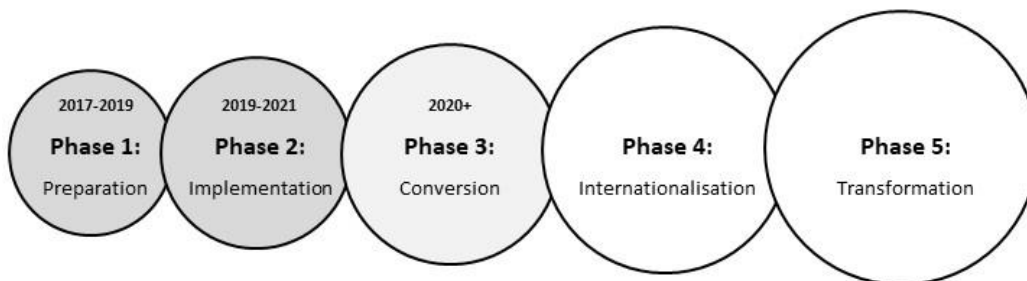 2017-2019
Phase 1:
Preparation
2019-2021
Phase 2:
Implementation
2020+
Phase 3:
Conversion
Phase 4:
Internationalisation
Phase 5:
Transformation